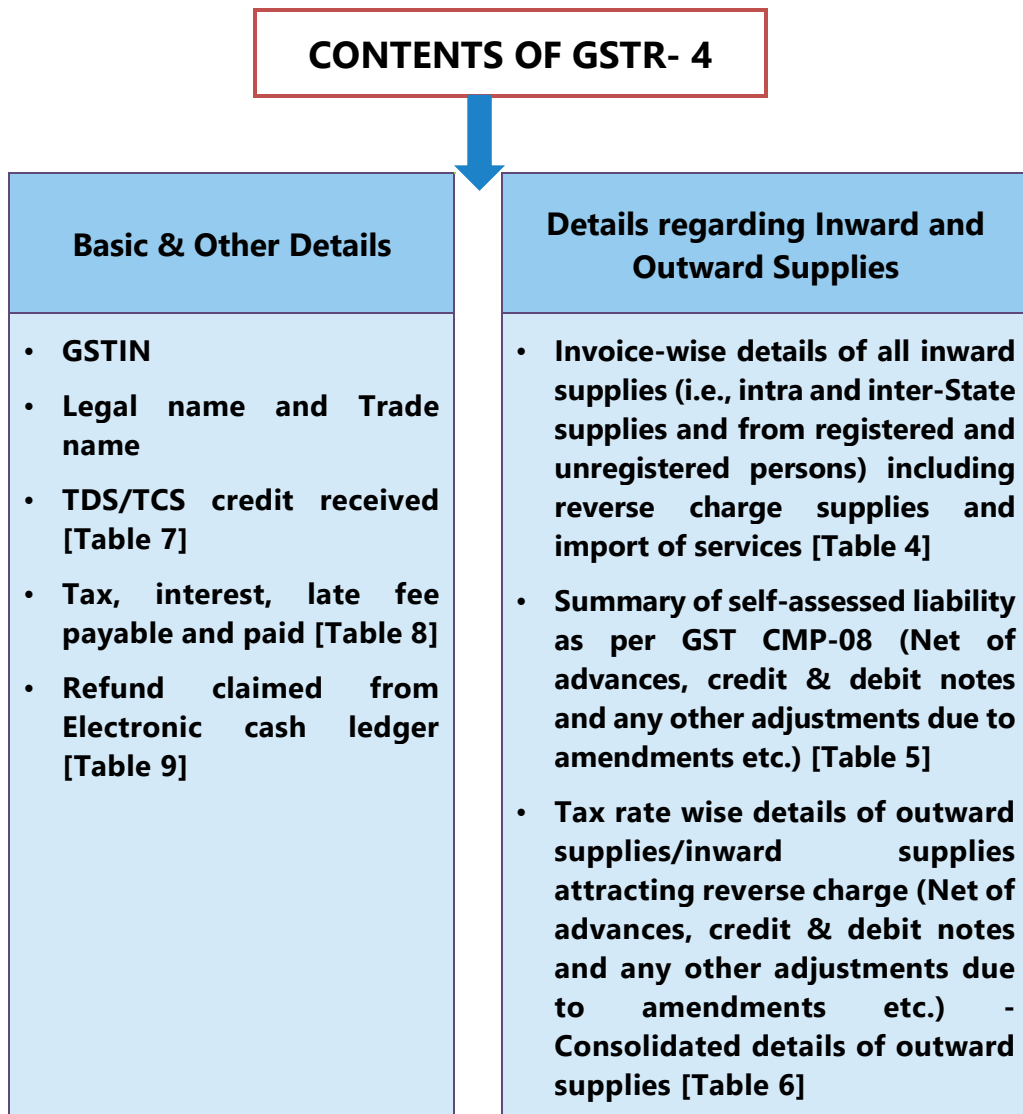 CONTENTS OF GSTR- 4
Basic & Other Details
• GSTIN
• Legal name and Trade
name
• TDS/TCS credit received
[Table 7]
• Tax, interest, late fee
payable and paid [Table 8]
• Refund claimed from
Electronic cash ledger
[Table 9]
Details regarding Inward and
Outward Supplies
• Invoice-wise details of all inward
supplies (i.e., intra and inter-State
supplies and from registered and
unregistered persons) including
reverse charge supplies and
import of services [Table 4]
• Summary of self-assessed liability
as per GST CMP-08 (Net of
advances, credit & debit notes
and any other adjustments due to
amendments etc.) [Table 5]
• Tax rate wise details of outward
supplies/inward supplies
attracting reverse charge (Net of
advances, credit & debit notes
and any other adjustments due
to amendments etc.) -
Consolidated details of outward
supplies [Table 6]